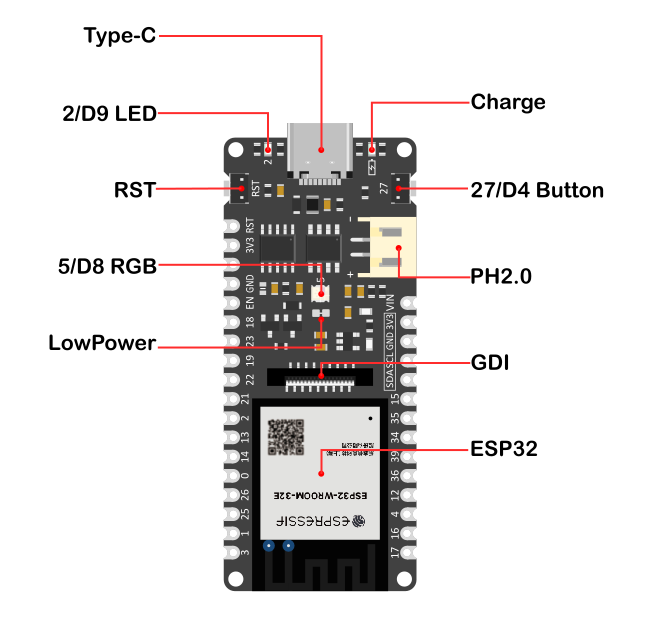 Type-C
2/D9 LED
Charge
RST
27/D4 Button
5/D8 RGB
PH2.0
LowPower
GDI
ESP32
2
RST
27
RST
3V3
GND
EN
18
23
19
22
21
2
13
14
0
26
25
1
3
5
-
+
VIN
3V3
GND
SCL
SDA
15
35
34
39
36
12
4
16
17
ESP32-WROOM-32E
ESPRESSIF